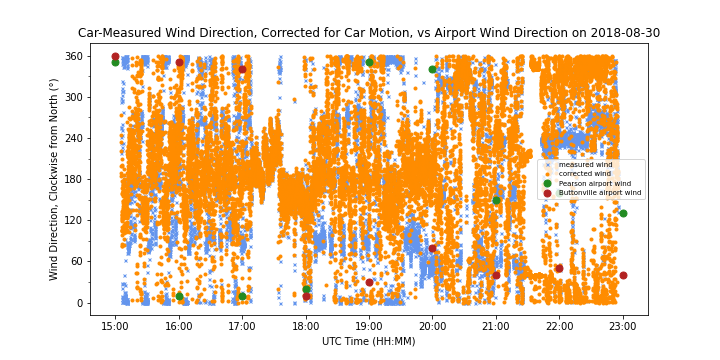 Car-Measured Wind Direction, Corrected for Car Motion, vs Airport Wind Direction on 2018-08-30
Wind Direction, Clockwise from North (°)
360
300
240
180
120
60
0
measured wind
corrected wind
Pearson airport wind
Buttonville airport wind
15:00 16:00 17:00 18:00 19:00 20:00 21:00 22:00 23:00
UTC Time (HH:MM)